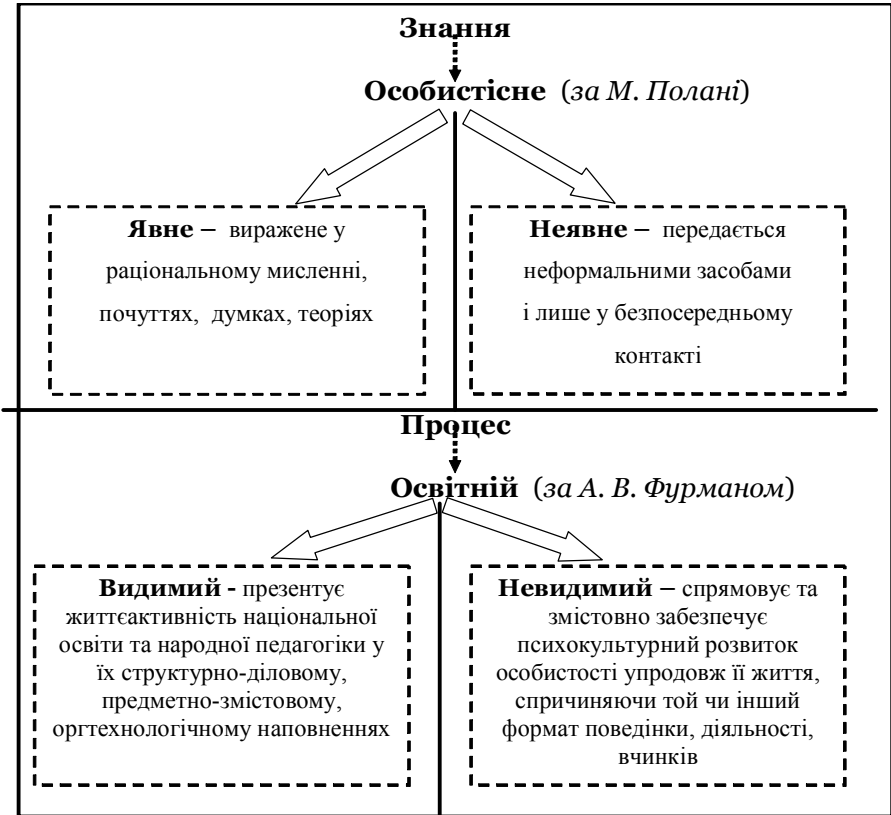 Знання
Особистісне (за М. Полані)
Явне – виражене у
раціональному мисленні,
почуттях, думках, теоріях
Неявне – передається
неформальними засобами
і лише у безпосередньому
контакті
Процес
Освітній (за А. В. Фурманом)
Видимий - презентує
життєактивність національної
освіти та народної педагогіки у
їх структурно-діловому,
предметно-змістовому,
оргтехнологічному наповненнях
Невидимий – спрямовує та
змістовно забезпечує
психокультурний розвиток
особистості упродовж її життя,
спричиняючи той чи інший
формат поведінки, діяльності,
вчинків